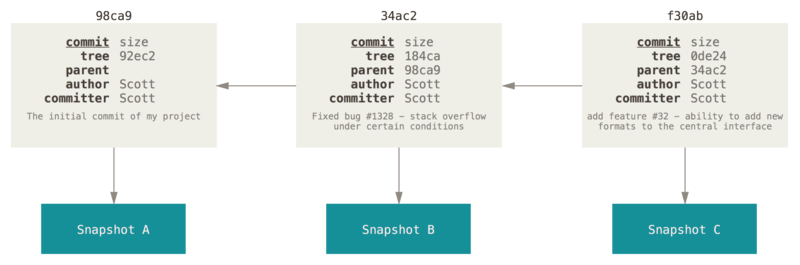 98ca9
commit size
tree 92ec2
parent
author Scott
committer Scott
The initial commit of my project
Snapshot A
34ac2
commit size
tree 184ca
parent 98ca9
author Scott
committer Scott
Fixed bug #1328 – stack overflow
under certain conditions
Snapshot B
f30ab
commit size
tree 0de24
parent 34ac2
author Scott
committer Scott
add feature #32 – ability to add new
formats to the central interface
Snapshot C